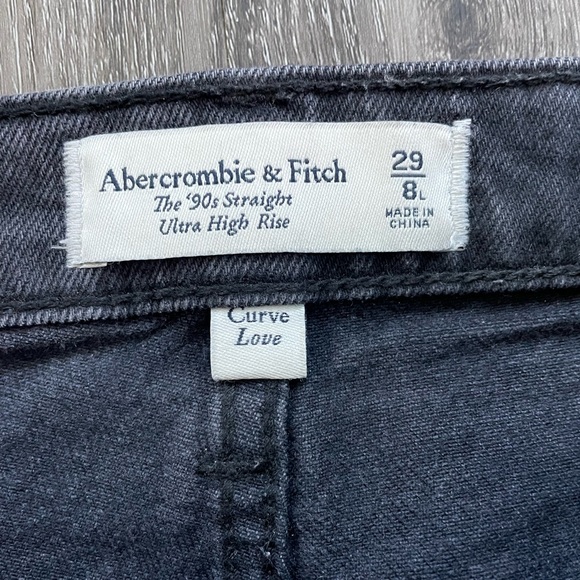 Abercrombie & Fitch
The '90s Straight
Ultra High Rise
29
8L
MADE IN
CHINA
Curve
Love